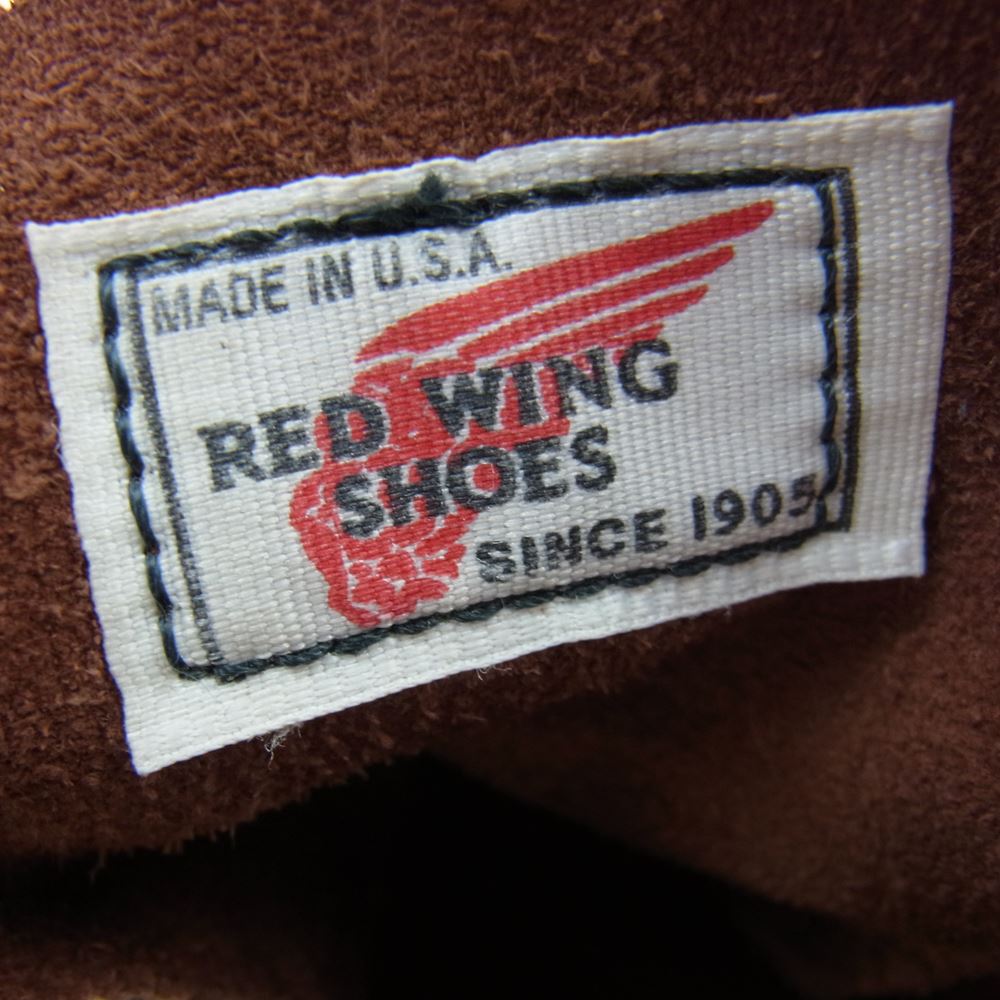 MADE IN U.S.A.
RED WING
SHOES
SINCE 1905